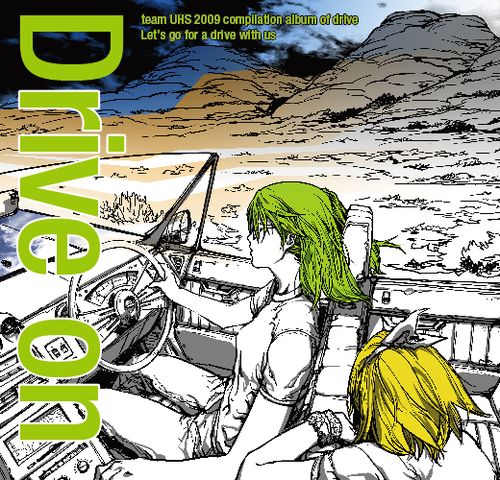 team UHS 2009 compilation album of drive
Let's go for a drive with us
Drive on